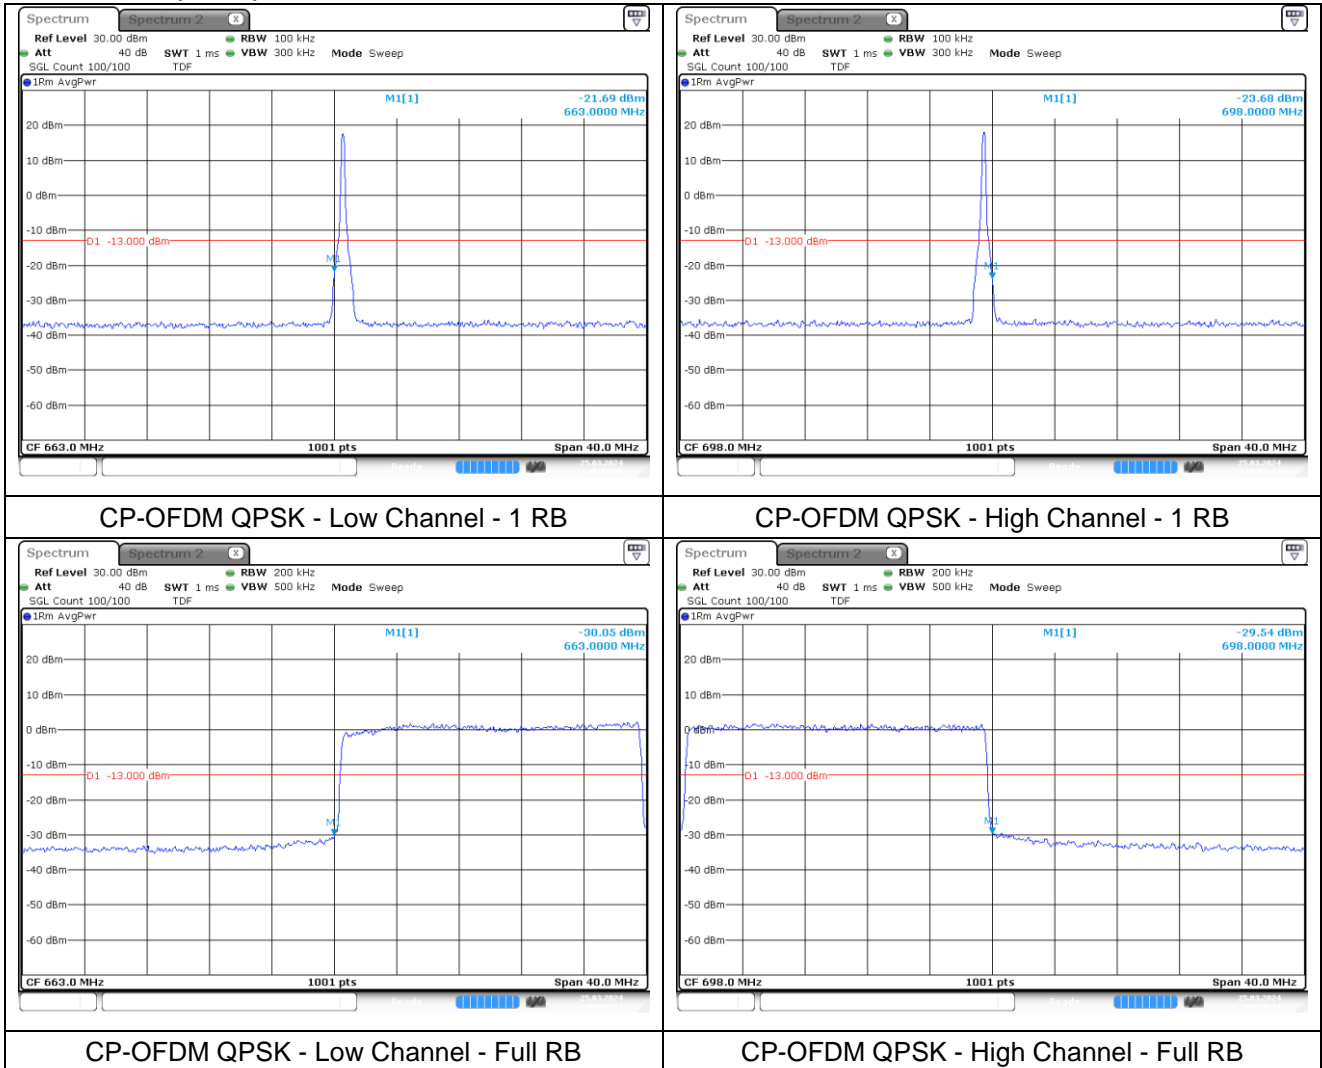 Spectrum Spectrum 2 X
Ref Level 30.00 dBm RBW 100 kHz
Att 40 dB SWT 1 ms VBW 300 kHz Mode Sweep
SGL Count 100/100 TDF
1Rm AvgPwr
M1[1] -21.69 dBm
663.0000 MHz
20 dBm
10 dBm
0 dBm
-10 dBm
D1 -13.000 dBm
-20 dBm
M1
-30 dBm
-40 dBm
-50 dBm
-60 dBm
CF 663.0 MHz 1001 pts Span 40.0 MHz
Ready 25.03.2024
CP-OFDM QPSK - Low Channel - 1 RB
Spectrum Spectrum 2 X
Ref Level 30.00 dBm RBW 100 kHz
Att 40 dB SWT 1 ms VBW 300 kHz Mode Sweep
SGL Count 100/100 TDF
1Rm AvgPwr
M1[1] -23.68 dBm
698.0000 MHz
20 dBm
10 dBm
0 dBm
-10 dBm
D1 -13.000 dBm
-20 dBm
M1
-30 dBm
-40 dBm
-50 dBm
-60 dBm
CF 698.0 MHz 1001 pts Span 40.0 MHz
Ready 25.03.2024
CP-OFDM QPSK - High Channel - 1 RB
Spectrum Spectrum 2 X
Ref Level 30.00 dBm RBW 200 kHz
Att 40 dB SWT 1 ms VBW 500 kHz Mode Sweep
SGL Count 100/100 TDF
1Rm AvgPwr
M1[1] -30.05 dBm
663.0000 MHz
20 dBm
10 dBm
0 dBm
-10 dBm
D1 -13.000 dBm
-20 dBm
M1
-30 dBm
-40 dBm
-50 dBm
-60 dBm
CF 663.0 MHz 1001 pts Span 40.0 MHz
Ready 25.03.2024
CP-OFDM QPSK - Low Channel - Full RB
Spectrum Spectrum 2 X
Ref Level 30.00 dBm RBW 200 kHz
Att 40 dB SWT 1 ms VBW 500 kHz Mode Sweep
SGL Count 100/100 TDF
1Rm AvgPwr
M1[1] -29.54 dBm
698.0000 MHz
20 dBm
10 dBm
0 dBm
-10 dBm
D1 -13.000 dBm
-20 dBm
M1
-30 dBm
-40 dBm
-50 dBm
-60 dBm
CF 698.0 MHz 1001 pts Span 40.0 MHz
Ready 25.03.2024
CP-OFDM QPSK - High Channel - Full RB